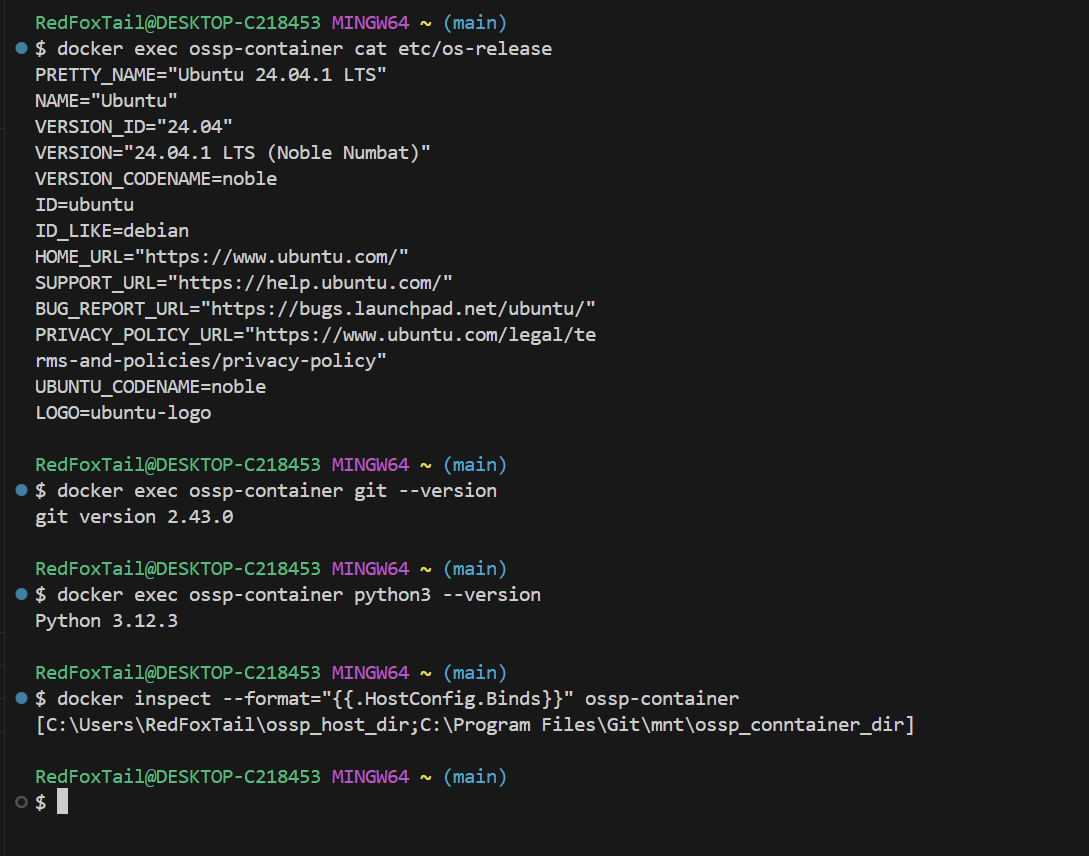 RedFoxTail@DESKTOP-C218453 MINGW64 ~ (main)
$ docker exec ossp-container cat etc/os-release
PRETTY_NAME="Ubuntu 24.04.1 LTS"
NAME="Ubuntu"
VERSION_ID="24.04"
VERSION="24.04.1 LTS (Noble Numbat)"
VERSION_CODENAME=noble
ID=ubuntu
ID_LIKE=debian
HOME_URL="https://www.ubuntu.com/"
SUPPORT_URL="https://help.ubuntu.com/"
BUG_REPORT_URL="https://bugs.launchpad.net/ubuntu/"
PRIVACY_POLICY_URL="https://www.ubuntu.com/legal/te
rms-and-policies/privacy-policy"
UBUNTU_CODENAME=noble
LOGO=ubuntu-logo
RedFoxTail@DESKTOP-C218453 MINGW64 ~ (main)
$ docker exec ossp-container git --version
git version 2.43.0
RedFoxTail@DESKTOP-C218453 MINGW64 ~ (main)
$ docker exec ossp-container python3 --version
Python 3.12.3
RedFoxTail@DESKTOP-C218453 MINGW64 ~ (main)
$ docker inspect --format="{{.HostConfig.Binds}}" ossp-container
[C:\Users\RedFoxTail\ossp_host_dir;C:\Program Files\Git\mnt\ossp_conntainer_dir]
RedFoxTail@DESKTOP-C218453 MINGW64 ~ (main)
$